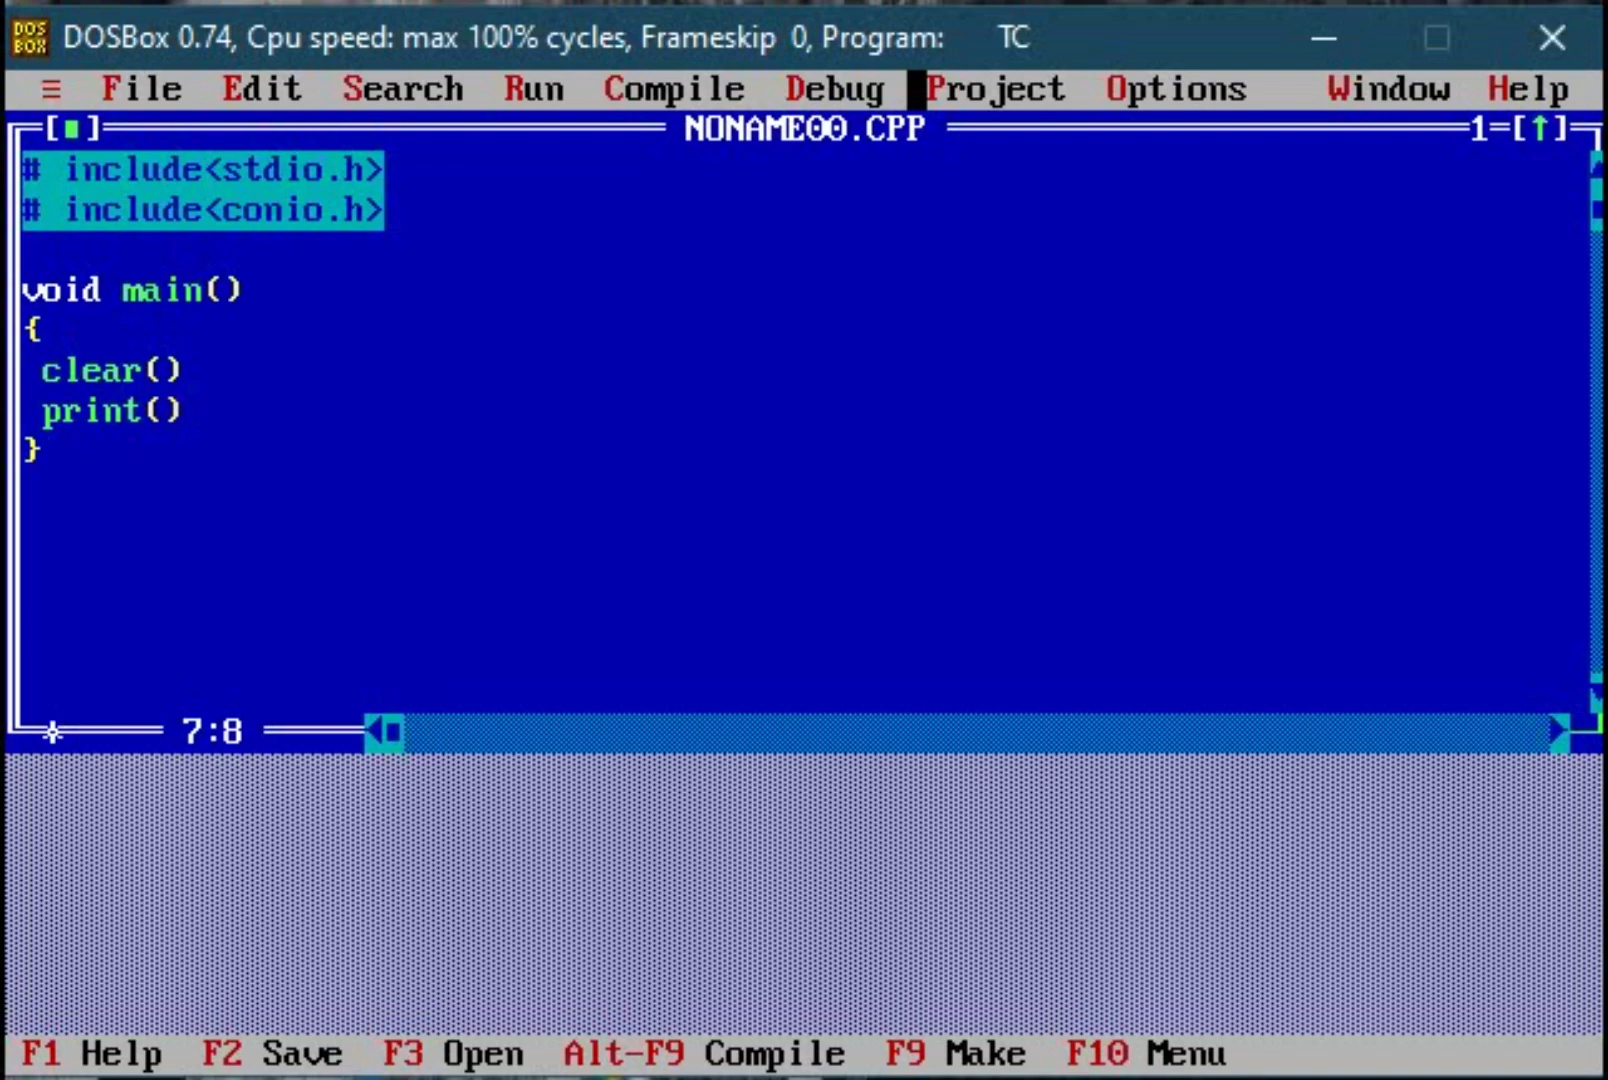 DOS BOX DOSBox 0.74, Cpu speed: max 100% cycles, Frameskip 0, Program: TC
≡ File Edit Search Run Compile Debug Project Options Window Help
[■] NONAME00.CPP 1=[↑]
# include<stdio.h>
# include<conio.h>
void main()
{
clear()
print()
}
7:8
F1 Help F2 Save F3 Open Alt-F9 Compile F9 Make F10 Menu